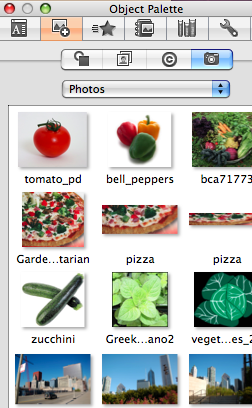 Object Palette
A
C
Photos
tomato_pd
bell_peppers
bca71773
Garde...tarian
pizza
pizza
zucchini
Greek...ano2
veget...es_2